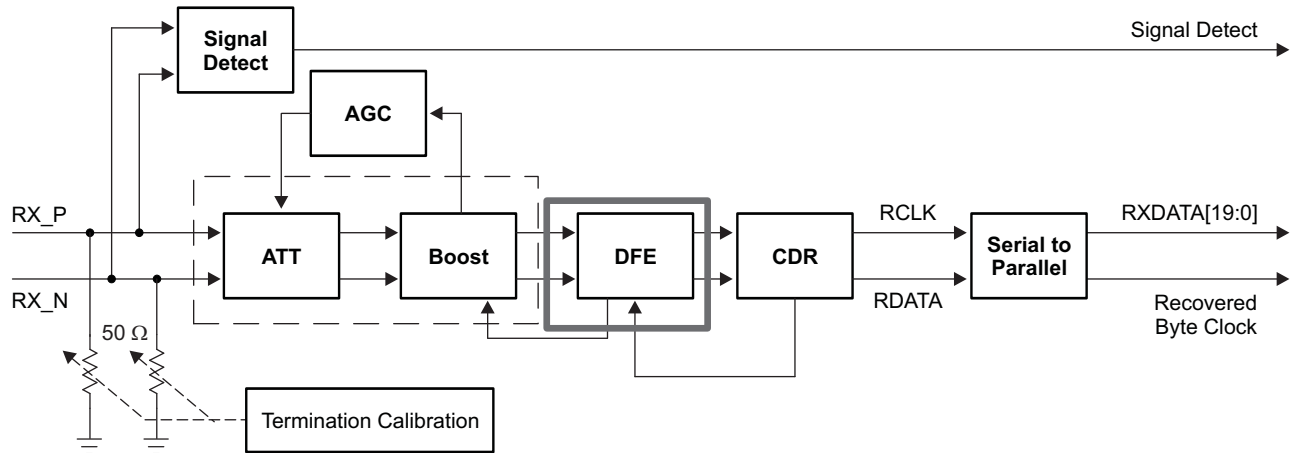 Signal
Detect
Signal Detect
AGC
RX_P
RX_N
ATT
Boost
DFE
CDR
RCLK
RDATA
Serial to
Parallel
RXDATA[19:0]
Recovered
Byte Clock
50 Ω
Termination Calibration